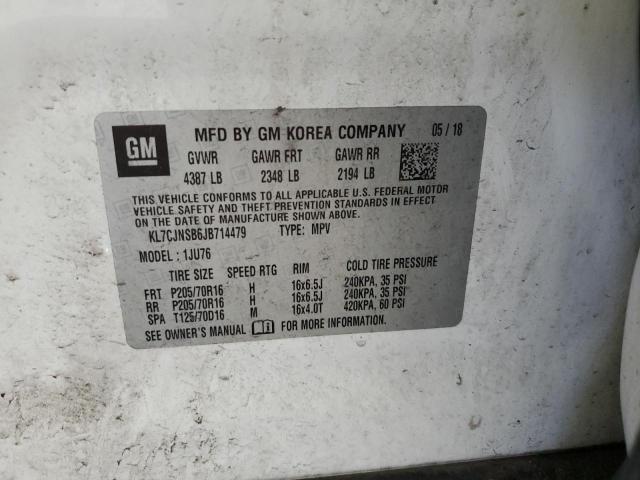 GM
MFD BY GM KOREA COMPANY 05 / 18
GVWR GAWR FRT GAWR RR
4387 LB 2348 LB 2194 LB
THIS VEHICLE CONFORMS TO ALL APPLICABLE U.S. FEDERAL MOTOR
VEHICLE SAFETY AND THEFT PREVENTION STANDARDS IN EFFECT
ON THE DATE OF MANUFACTURE SHOWN ABOVE.
KL7CJNSB6JB714479 TYPE: MPV
MODEL: 1JU76
TIRE SIZE SPEED RTG RIM COLD TIRE PRESSURE
FRT P205/70R16 H 16x6.5J 240KPA, 35 PSI
RR P205/70R16 H 16x6.5J 240KPA, 35 PSI
SPA T125/70D16 M 16x4.0T 420KPA, 60 PSI
SEE OWNER'S MANUAL FOR MORE INFORMATION.